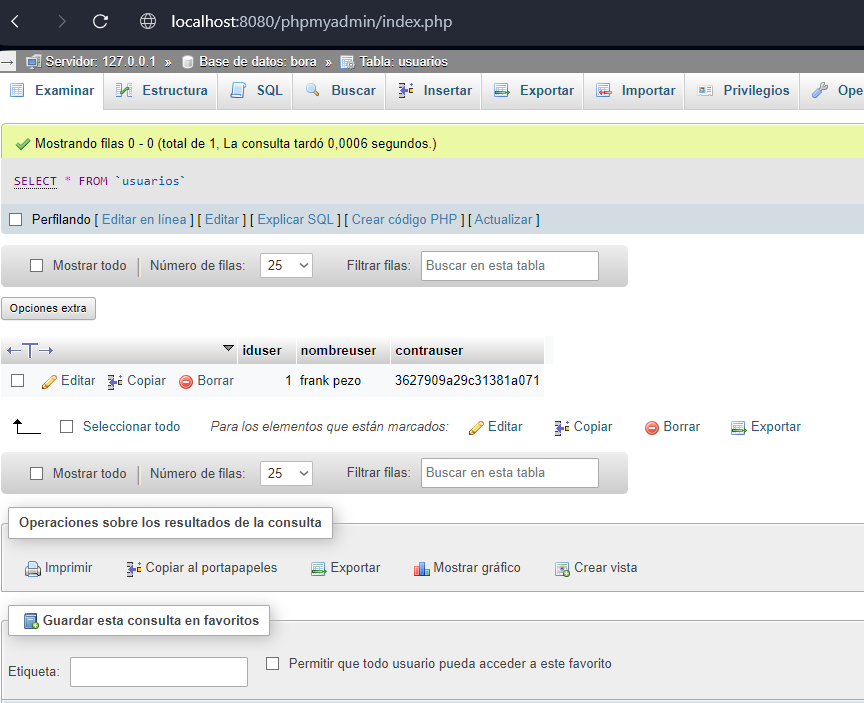 localhost:8080/phpmyadmin/index.php
Servidor: 127.0.0.1 » Base de datos: bora » Tabla: usuarios
Examinar Estructura SQL Buscar Insertar Exportar Importar Privilegios Ope
Mostrando filas 0 - 0 (total de 1, La consulta tardó 0,0006 segundos.)
SELECT * FROM `usuarios`
Perfilando [ Editar en línea ] [ Editar ] [ Explicar SQL ] [ Crear código PHP ] [ Actualizar ]
Mostrar todo | Número de filas: 25 Filtrar filas: Buscar en esta tabla
Opciones extra
←T→ iduser nombreuser contrauser
Editar Copiar Borrar 1 frank pezo 3627909a29c31381a071
Seleccionar todo Para los elementos que están marcados: Editar Copiar Borrar Exportar
Mostrar todo | Número de filas: 25 Filtrar filas: Buscar en esta tabla
Operaciones sobre los resultados de la consulta
Imprimir Copiar al portapapeles Exportar Mostrar gráfico Crear vista
Guardar esta consulta en favoritos
Etiqueta: Permitir que todo usuario pueda acceder a este favorito